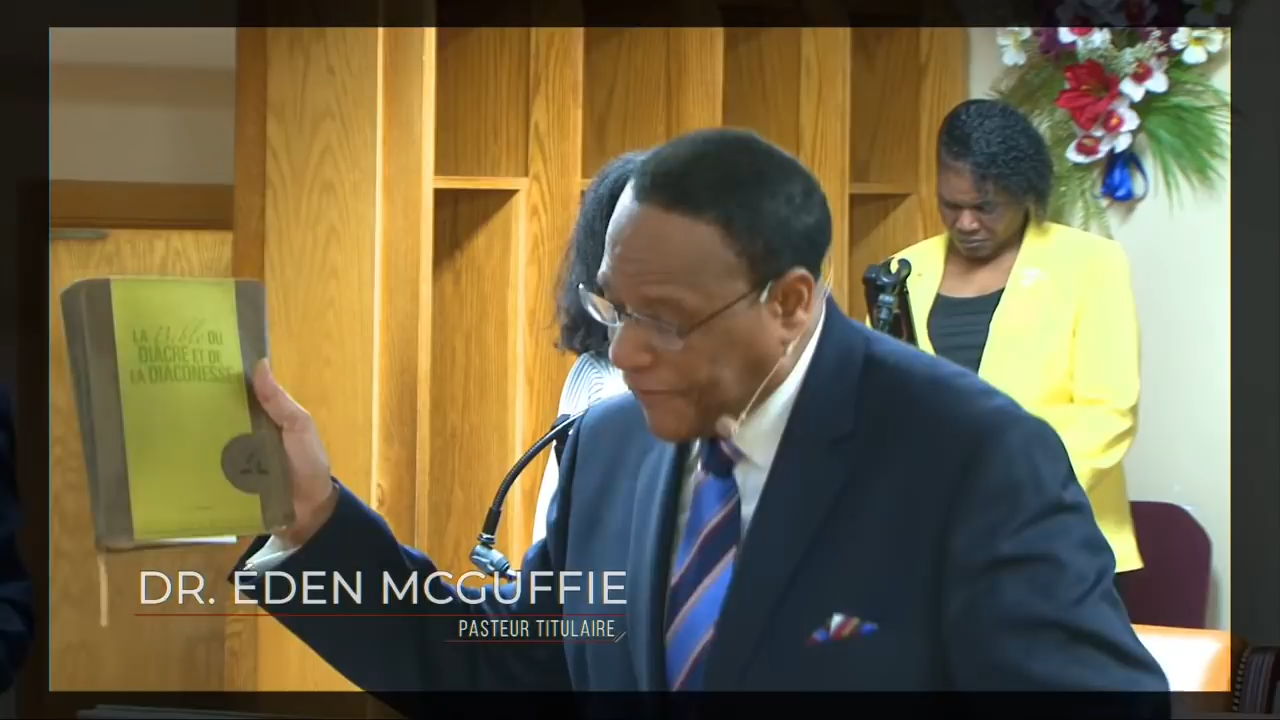 LA Bible DU
DIACRE ET DE
LA DIACONESSE
DR. EDEN MCGUFFIE
PASTEUR TITULAIRE